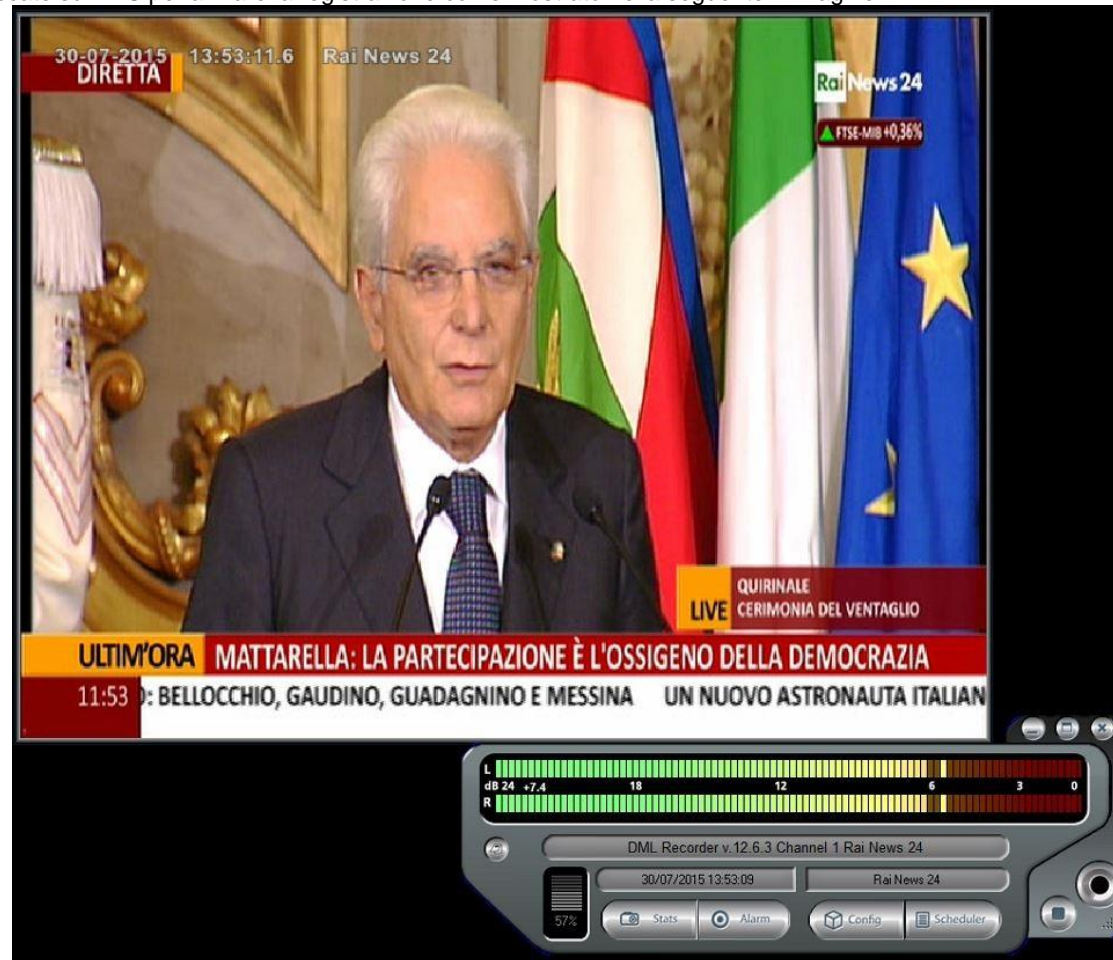 30-07-2015 13:53:11.6 Rai News 24
DIRETTA
Rai News 24
FTSE-MIB +0,36%
QUIRINALE
LIVE CERIMONIA DEL VENTAGLIO
ULTIM'ORA MATTARELLA: LA PARTECIPAZIONE È L'OSSIGENO DELLA DEMOCRAZIA
11:53 : BELLOCCHIO, GAUDINO, GUADAGNINO E MESSINA UN NUOVO ASTRONAUTA ITALIAN
L
dB 24 +7.4 18 12 6 3 0
R
DML Recorder v.12.6.3 Channel 1 Rai News 24
30/07/2015 13:53:09 Rai News 24
57% Stats Alarm Config Scheduler